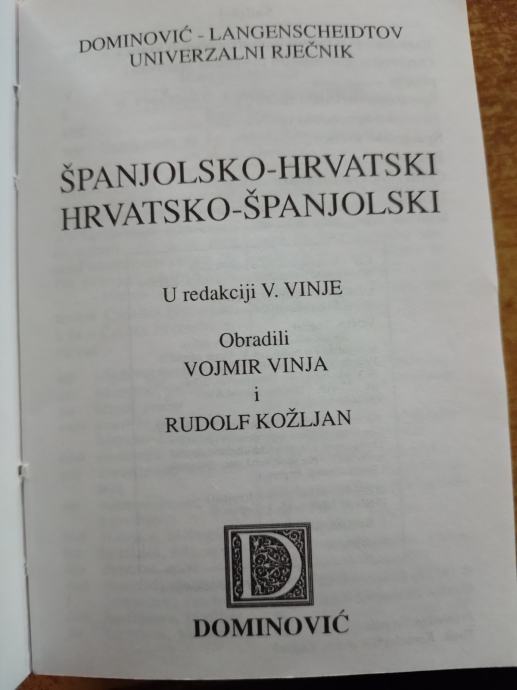 DOMINOVIĆ - LANGENSCHEIDTOV
UNIVERZALNI RJEČNIK
ŠPANJOLSKO-HRVATSKI
HRVATSKO-ŠPANJOLSKI
U redakciji V. VINJE
Obradili
VOJMIR VINJA
i
RUDOLF KOŽLJAN
D
DOMINOVIĆ